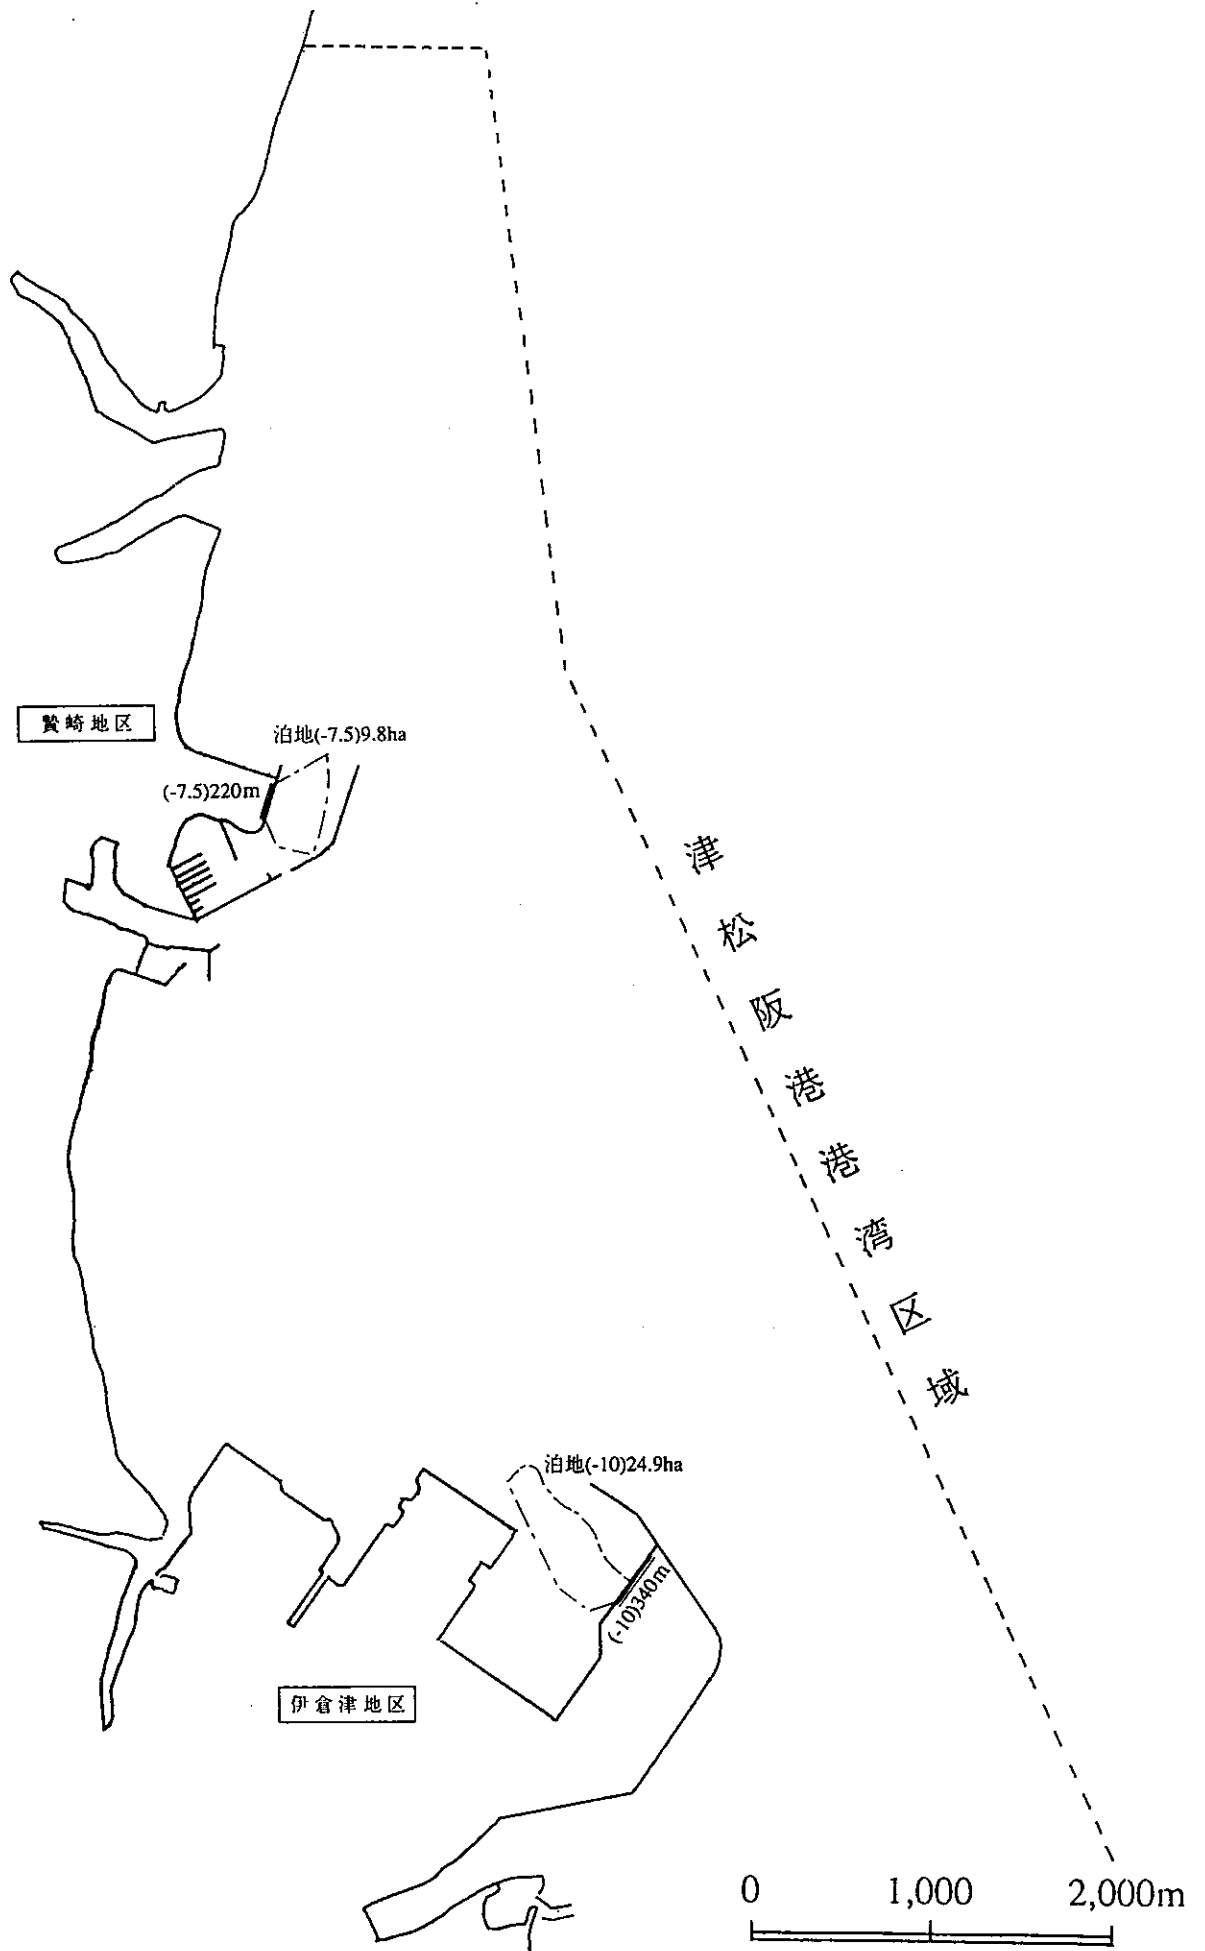 贄崎地区
泊地(-7.5)9.8ha
(-7.5)220m
津松阪港港湾区域
泊地(-10)24.9ha
(-10)340m
伊倉津地区
0 1,000 2,000m